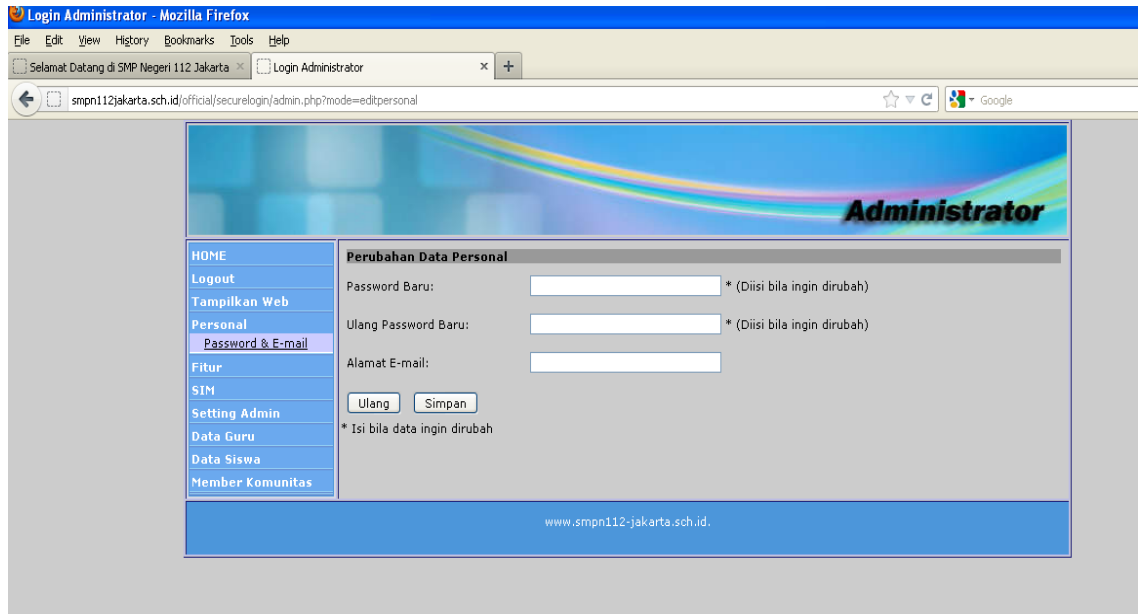 Login Administrator - Mozilla Firefox
File Edit View History Bookmarks Tools Help
Selamat Datang di SMP Negeri 112 Jakarta × Login Administrator × +
smpn112jakarta.sch.id/official/securelogin/admin.php?mode=editpersonal Google
Administrator
HOME
Logout
Tampilkan Web
Personal
Password & E-mail
Fitur
SIM
Setting Admin
Data Guru
Data Siswa
Member Komunitas
Perubahan Data Personal
Password Baru: * (Diisi bila ingin dirubah)
Ulang Password Baru: * (Diisi bila ingin dirubah)
Alamat E-mail:
Ulang Simpan
* Isi bila data ingin dirubah
www.smpn112-jakarta.sch.id.